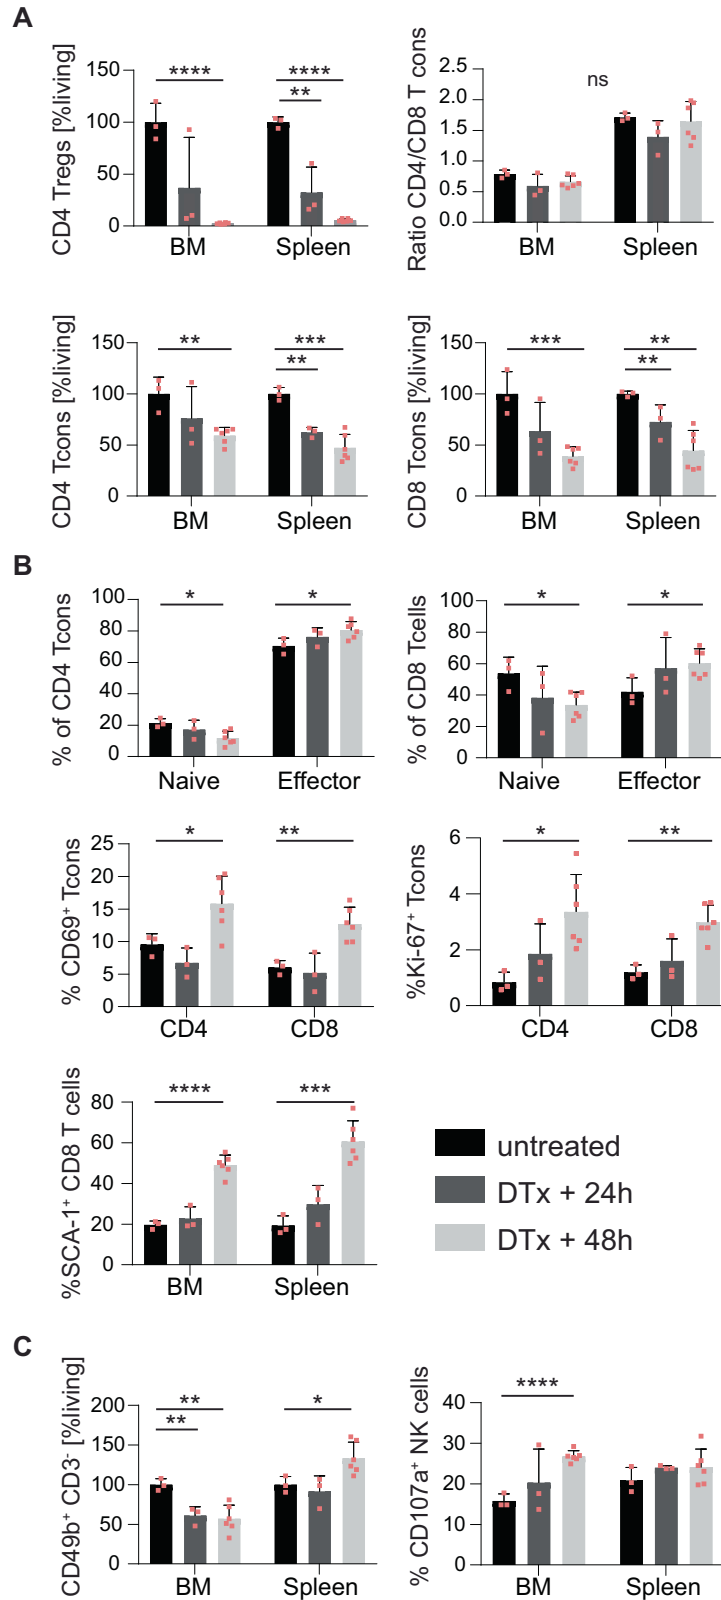 A
CD4 Tregs [%living]
150
100
50
0
****
****
**
BM
Spleen
Ratio CD4/CD8 T cons
2.5
2.0
1.5
1.0
0.5
0.0
ns
BM
Spleen
CD4 Tcons [%living]
150
100
50
0
**
***
**
BM
Spleen
CD8 Tcons [%living]
150
100
50
0
***
**
**
BM
Spleen
B
% of CD4 Tcons
100
80
60
40
20
0
*
*
Naive
Effector
% of CD8 Tcells
100
80
60
40
20
0
*
*
Naive
Effector
% CD69⁺ Tcons
25
20
15
10
5
0
*
**
CD4
CD8
%Ki-67⁺ Tcons
6
4
2
0
*
**
CD4
CD8
%SCA-1⁺ CD8 T cells
80
60
40
20
0
****
***
BM
Spleen
untreated
DTx + 24h
DTx + 48h
C
CD49b⁺ CD3⁻ [%living]
200
150
100
50
0
**
**
*
BM
Spleen
% CD107a⁺ NK cells
40
30
20
10
0
****
BM
Spleen